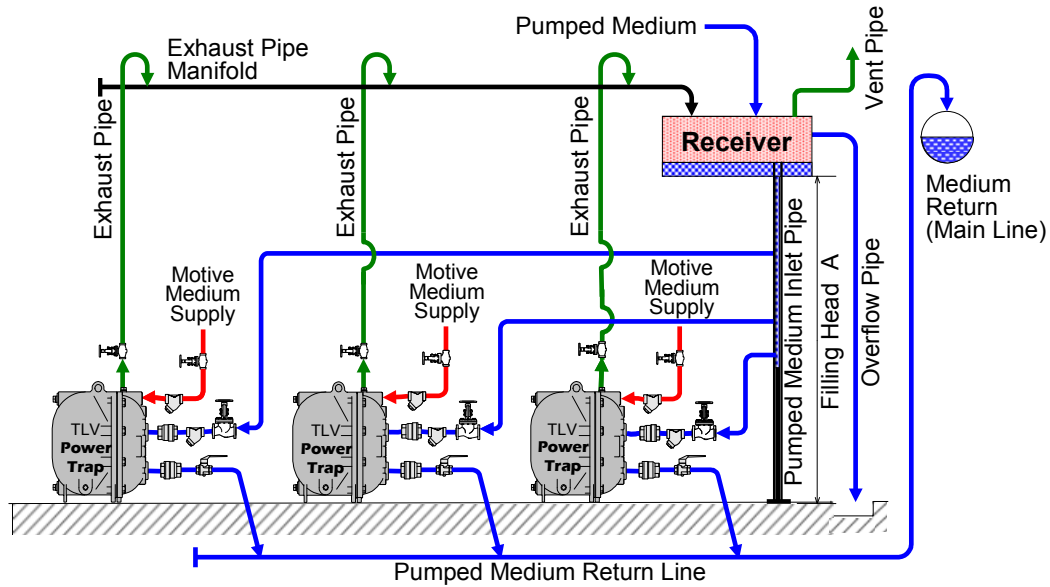 Exhaust Pipe
Manifold
Pumped Medium
Vent Pipe
Receiver
Medium
Return
(Main Line)
Exhaust Pipe
Exhaust Pipe
Exhaust Pipe
Motive
Medium
Supply
Motive
Medium
Supply
Motive
Medium
Supply
Pumped Medium Inlet Pipe
Filling Head A
Overflow Pipe
TLV
Power
Trap
TLV
Power
Trap
TLV
Power
Trap
Pumped Medium Return Line